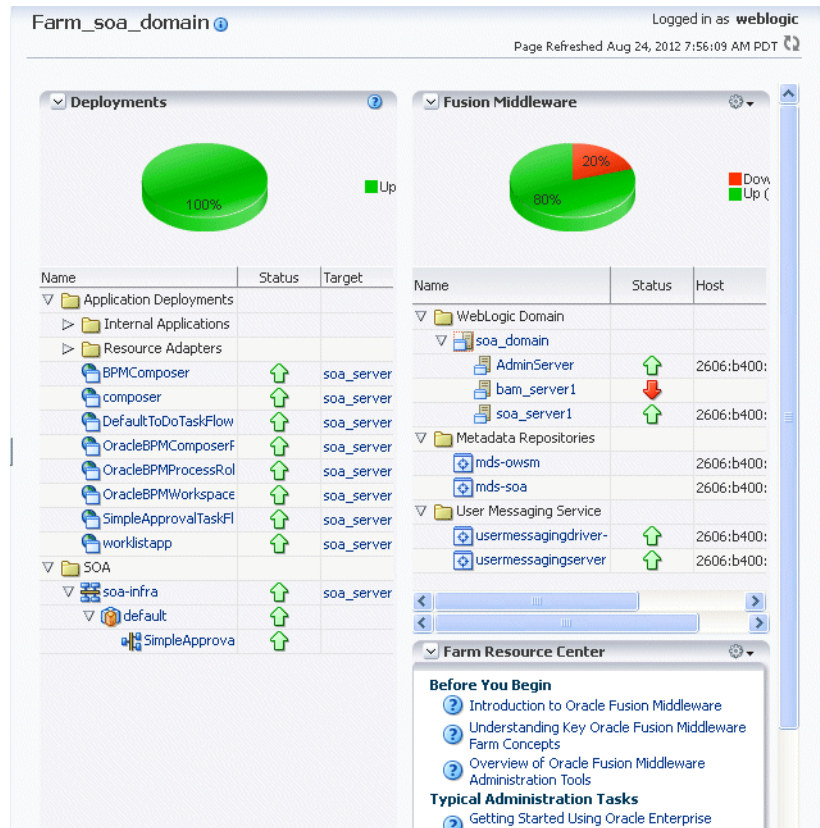 Farm_soa_domain
Logged in as weblogic
Page Refreshed Aug 24, 2012 7:56:09 AM PDT
Deployments
100%
Up
Name Status Target
Application Deployments
Internal Applications
Resource Adapters
BPMComposer soa_server
composer soa_server
DefaultToDoTaskFlow soa_server
OracleBPMComposerF soa_server
OracleBPMProcessRol soa_server
OracleBPMWorkspace soa_server
SimpleApprovalTaskFl soa_server
worklistapp soa_server
SOA
soa-infra soa_server
default
SimpleApprova
Fusion Middleware
20%
80%
Dow
Up (
Name Status Host
WebLogic Domain
soa_domain
AdminServer 2606:b400:
bam_server1
soa_server1 2606:b400:
Metadata Repositories
mds-owsm 2606:b400:
mds-soa 2606:b400:
User Messaging Service
usermessagingdriver- 2606:b400:
usermessagingserver 2606:b400:
Farm Resource Center
Before You Begin
Introduction to Oracle Fusion Middleware
Understanding Key Oracle Fusion Middleware
Farm Concepts
Overview of Oracle Fusion Middleware
Administration Tools
Typical Administration Tasks
Getting Started Using Oracle Enterprise